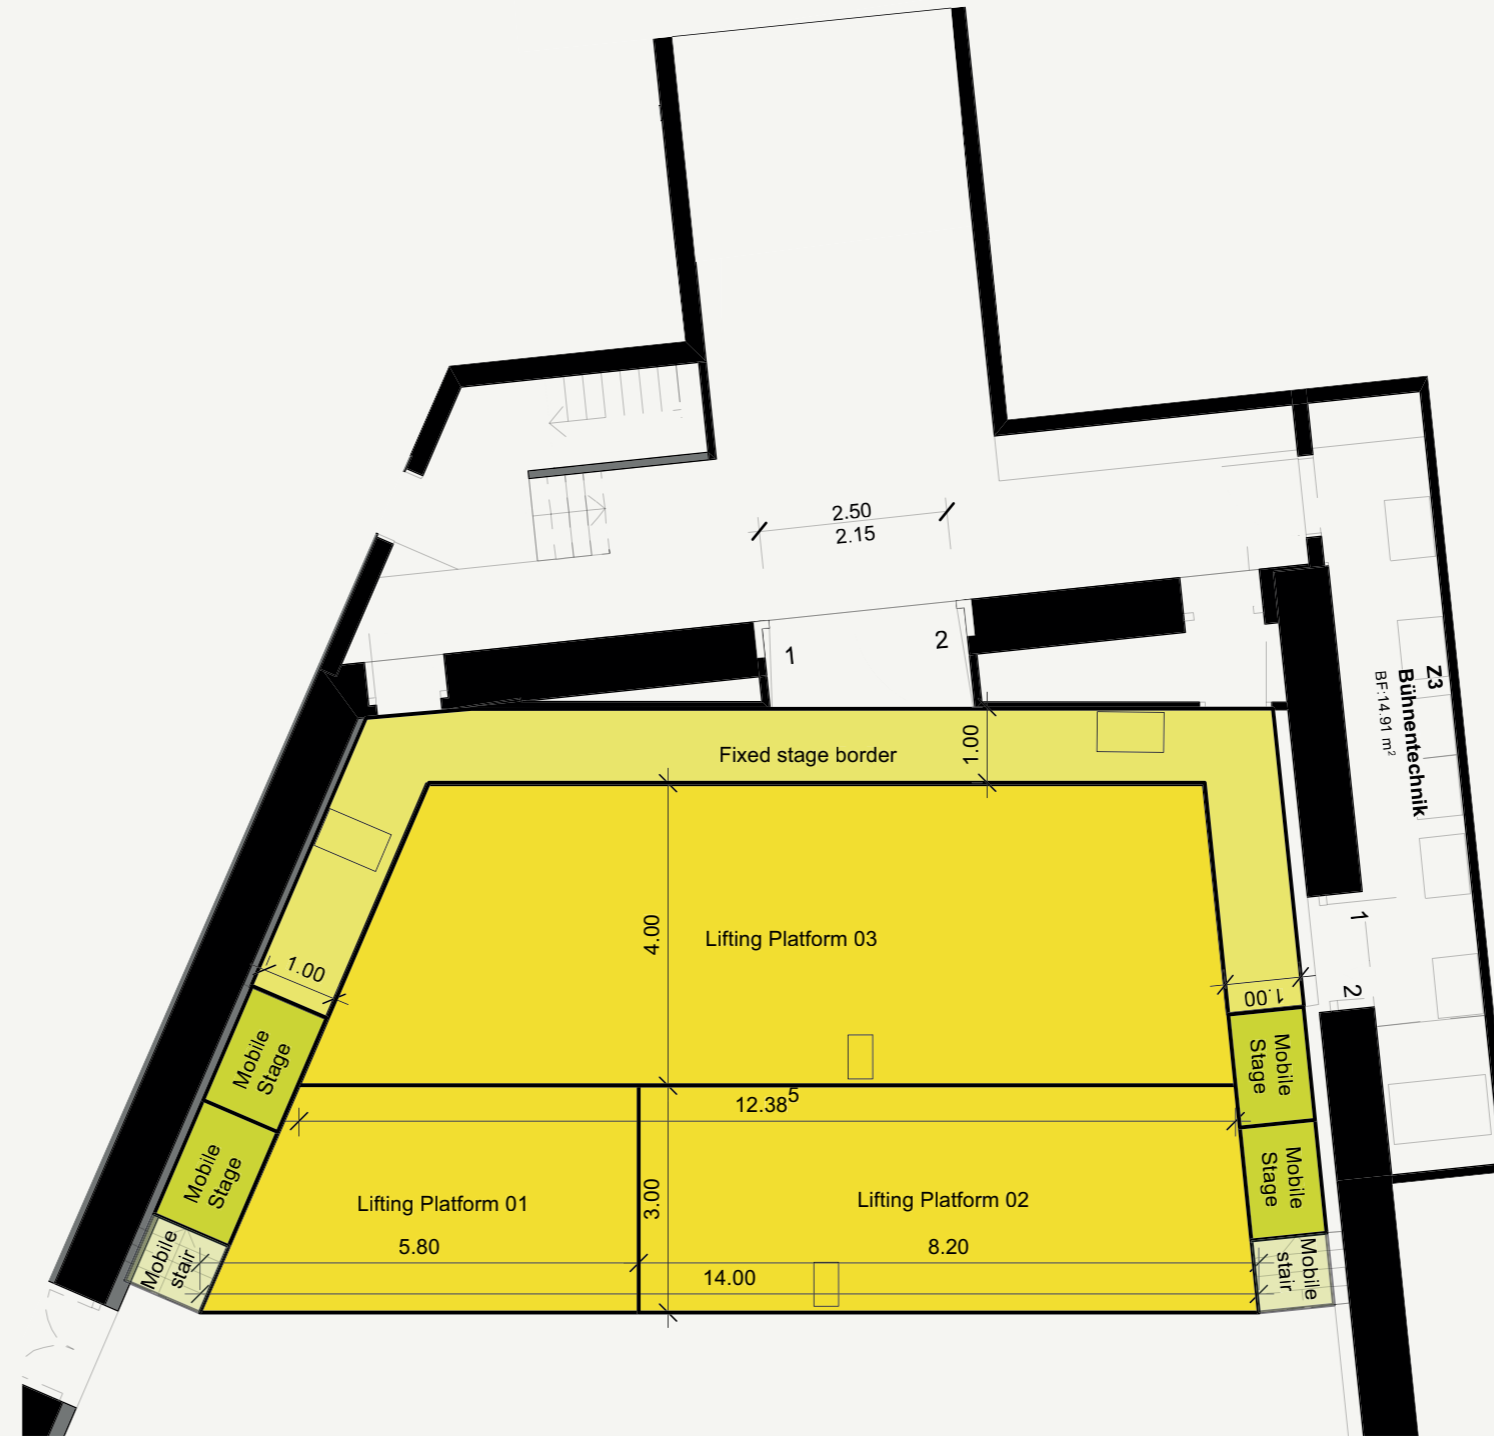 2.50
2.15
1
2
Z3
Bühnentechnik
BF:14.91 m²
Fixed stage border
1.00
4.00
Lifting Platform 03
1
2
1.00
1.00
Mobile
Stage
Mobile
Stage
12.38⁵
Mobile
Stage
Mobile
Stage
Lifting Platform 01
3.00
Lifting Platform 02
5.80
8.20
14.00
Mobile
stair
Mobile
stair